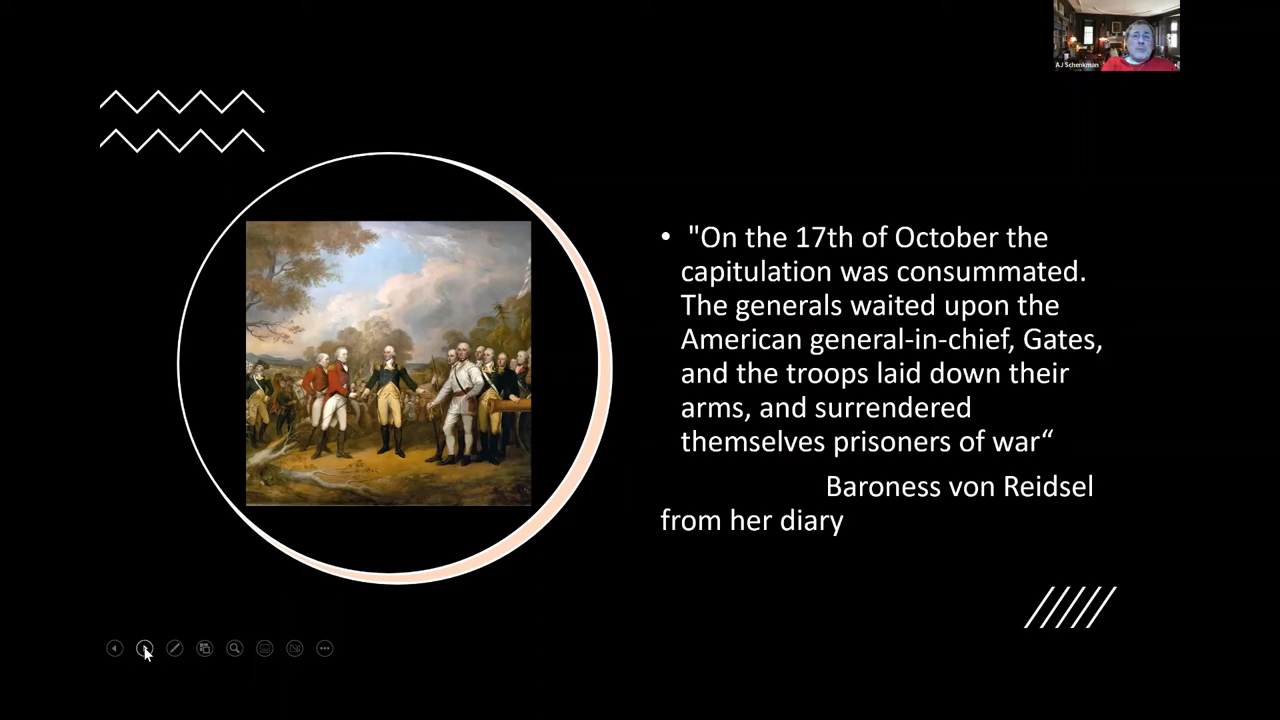 AJ Schenkman
• "On the 17th of October the
capitulation was consummated.
The generals waited upon the
American general-in-chief, Gates,
and the troops laid down their
arms, and surrendered
themselves prisoners of war“
Baroness von Reidsel
from her diary